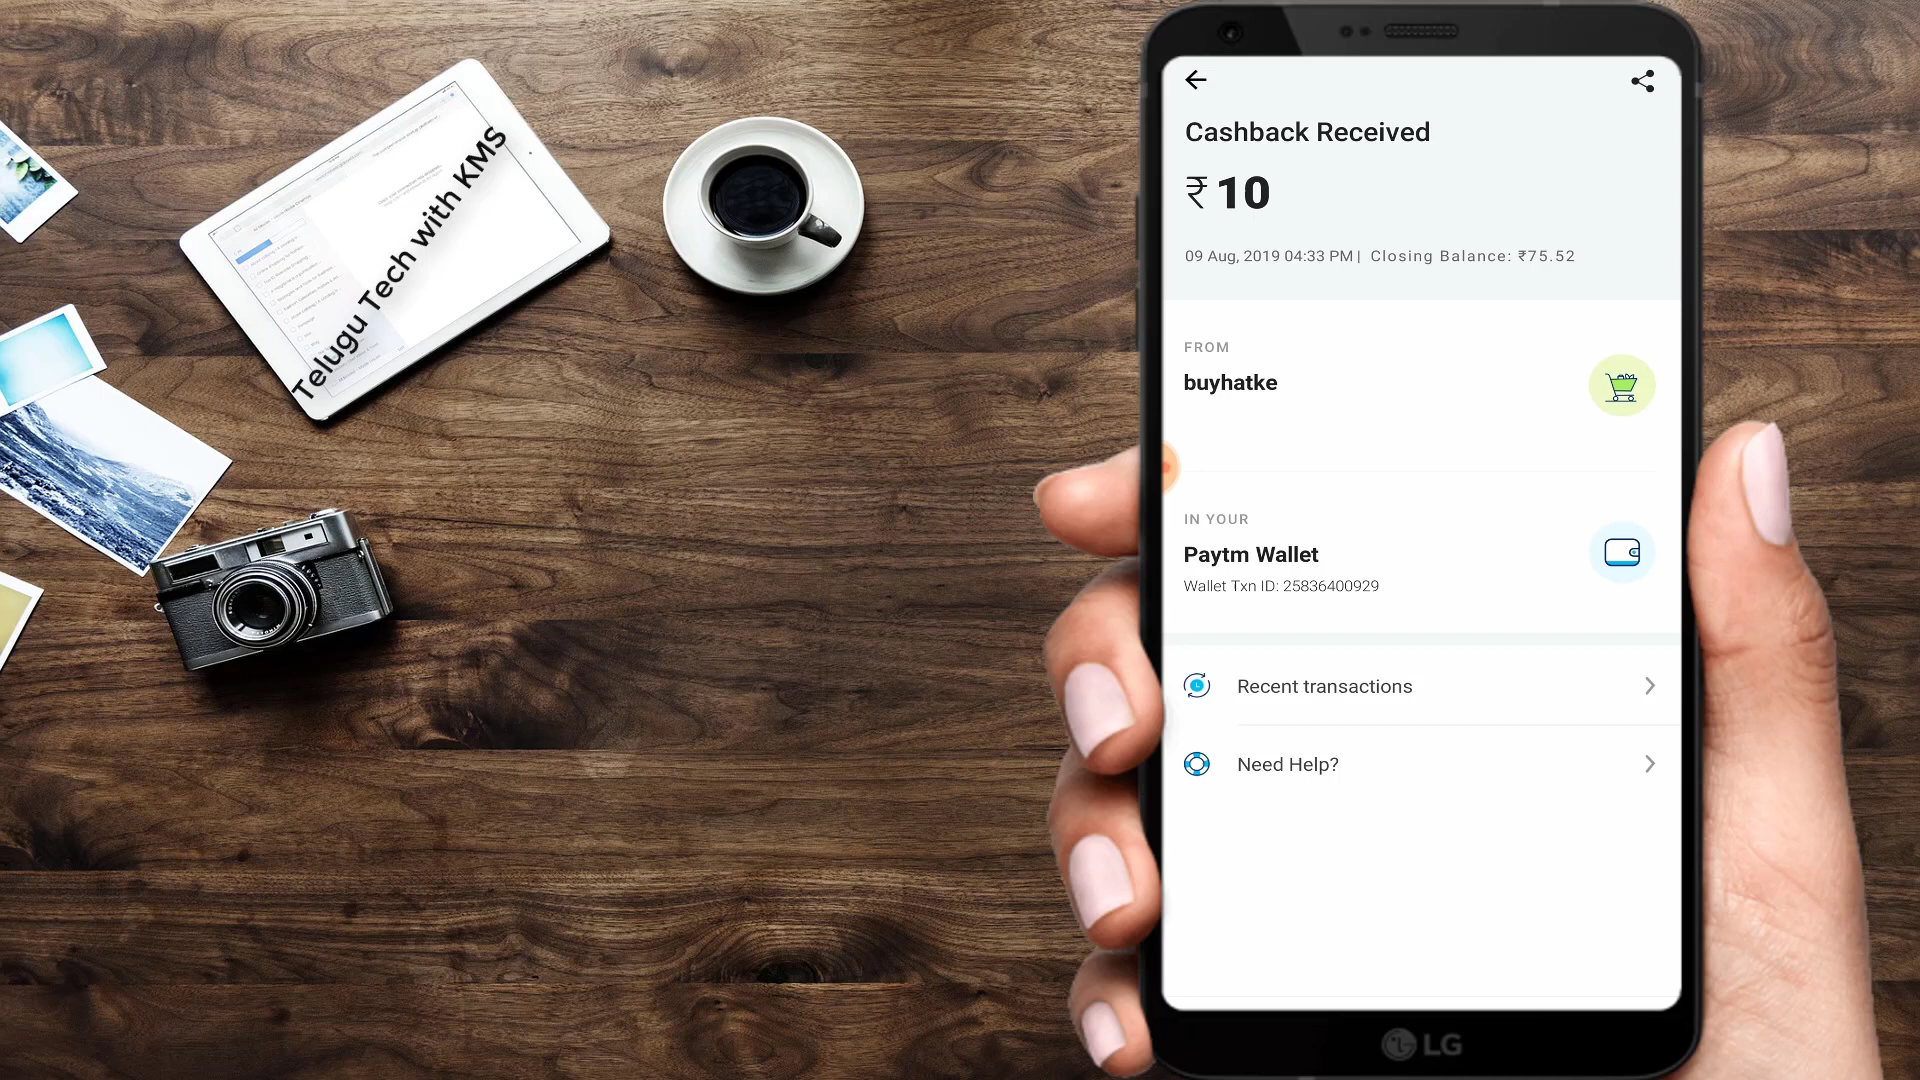 Telugu Tech with KMS
Cashback Received
₹ 10
09 Aug, 2019 04:33 PM | Closing Balance: ₹75.52
FROM
buyhatke
IN YOUR
Paytm Wallet
Wallet Txn ID: 25836400929
Recent transactions
Need Help?
LG